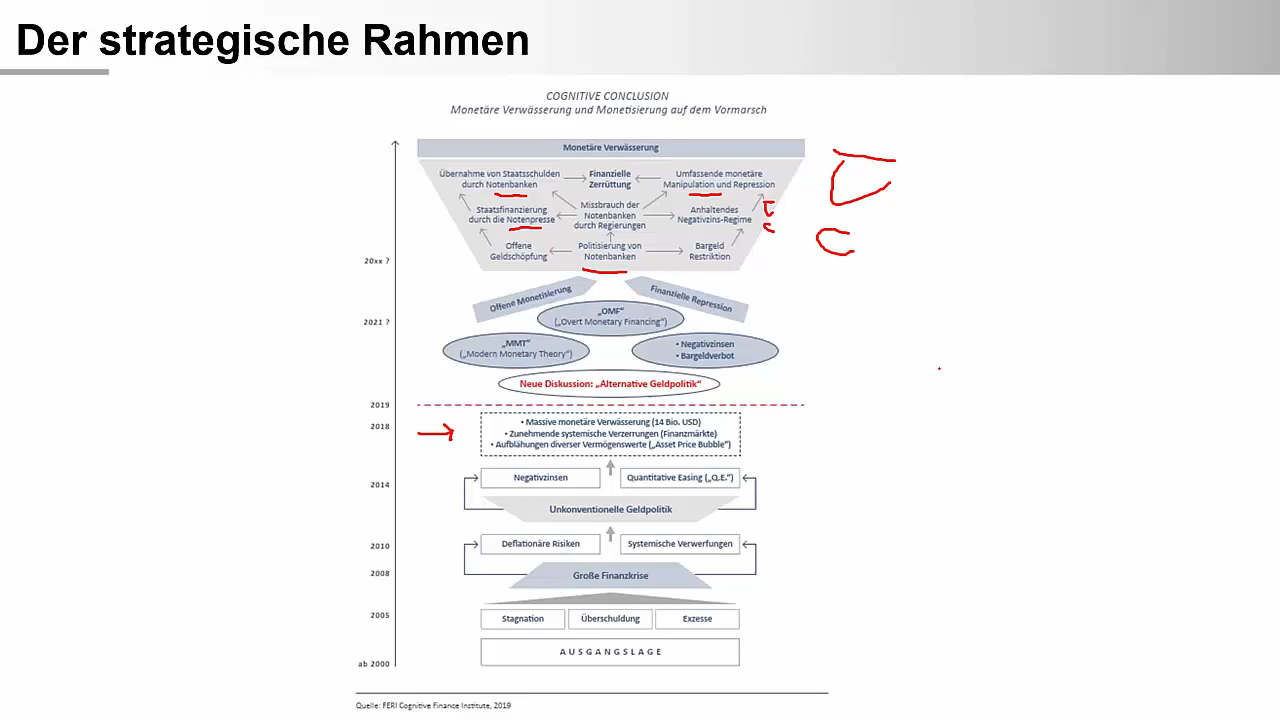 Der strategische Rahmen
COGNITIVE CONCLUSION
Monetäre Verwässerung und Monetisierung auf dem Vormarsch
Monetäre Verwässerung
Übernahme von Staatsschulden
durch Notenbanken
Finanzielle
Zerrüttung
Umfassende monetäre
Manipulation und Repression
Staatsfinanzierung
durch die Notenpresse
Missbrauch der
Notenbanken
durch Regierungen
Anhaltendes
Negativzins-Regime
Offene
Geldschöpfung
Politisierung von
Notenbanken
Bargeld
Restriktion
20xx ?
Offene Monetisierung
Finanzielle Repression
„OMF“
(„Overt Monetary Financing“)
2021 ?
„MMT“
(„Modern Monetary Theory“)
• Negativzinsen
• Bargeldverbot
Neue Diskussion: „Alternative Geldpolitik“
2019
2018
• Massive monetäre Verwässerung (14 Bio. USD)
• Zunehmende systemische Verzerrungen (Finanzmärkte)
• Aufblähungen diverser Vermögenswerte („Asset Price Bubble“)
Negativzinsen
Quantitative Easing („Q.E.“)
2014
Unkonventionelle Geldpolitik
2010
Deflationäre Risiken
Systemische Verwerfungen
2008
Große Finanzkrise
2005
Stagnation
Überschuldung
Exzesse
AUSGANGSLAGE
ab 2000
Quelle: FERI Cognitive Finance Institute, 2019